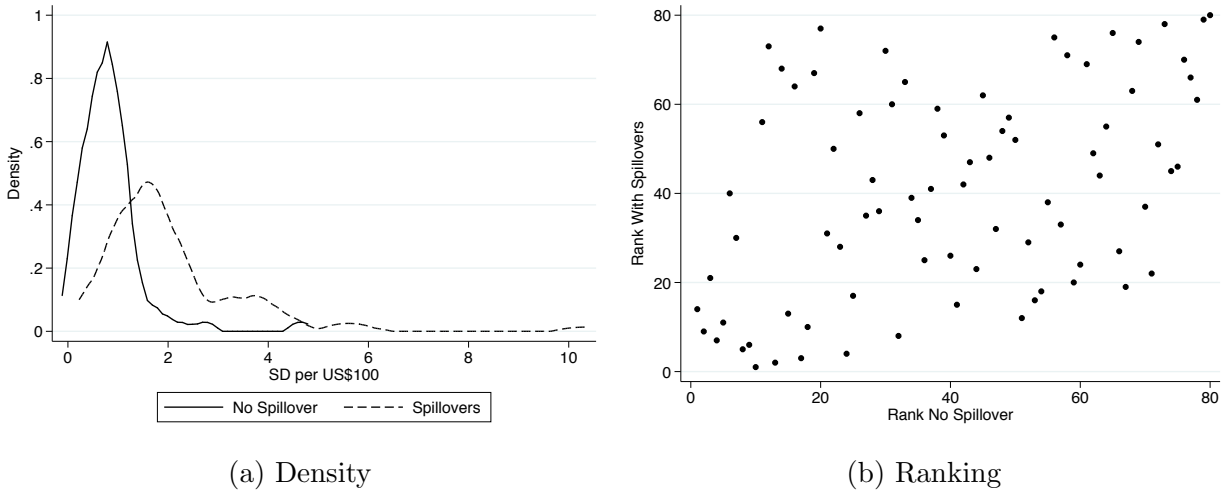 1
.8
.6
.4
.2
0
Density
0 2 4 6 8 10
SD per US$100
No Spillover Spillovers
(a) Density
80
60
40
20
0
Rank With Spillovers
0 20 40 60 80
Rank No Spillover
(b) Ranking